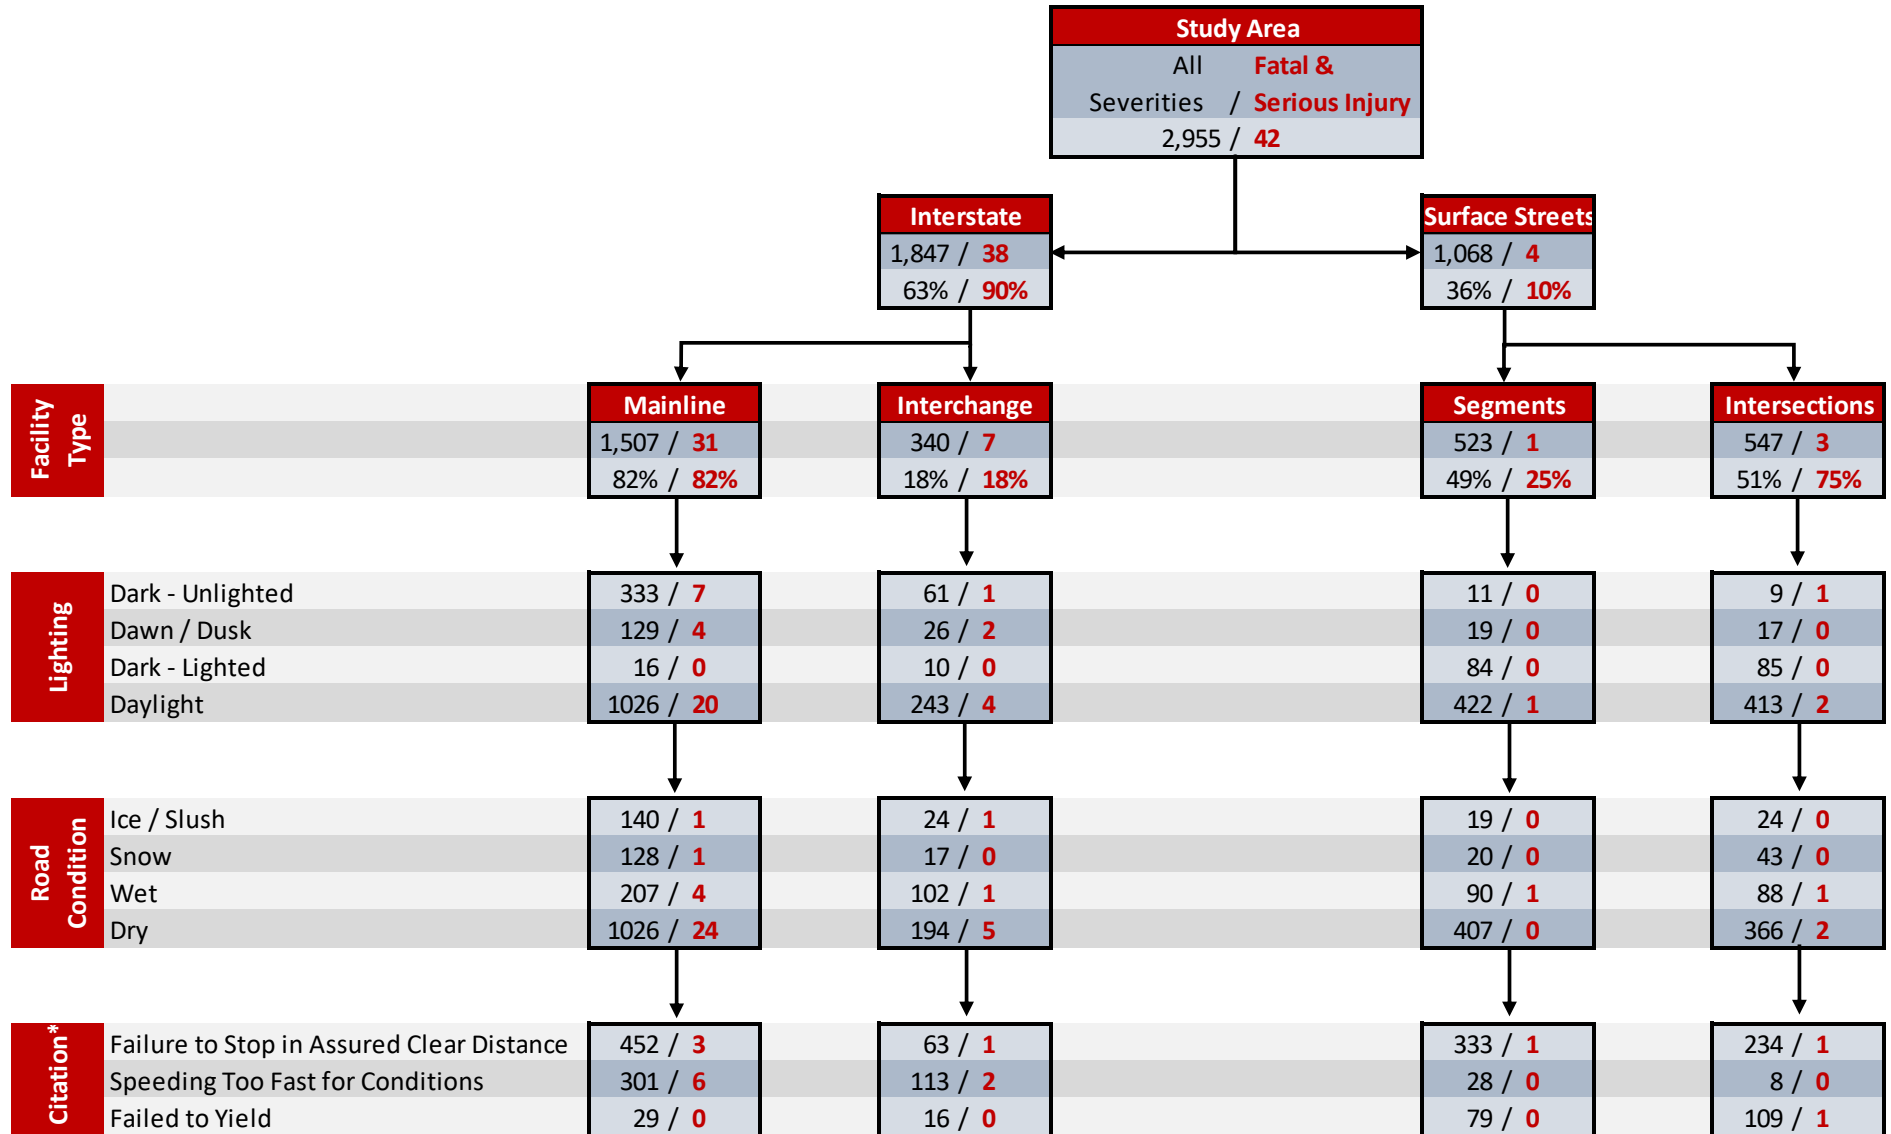 Study Area
All Fatal &
Severities / Serious Injury
2,955 / 42
Interstate Surface Streets
1,847 / 38 1,068 / 4
63% / 90% 36% / 10%
Facility
Type
Mainline Interchange Segments Intersections
1,507 / 31 340 / 7 523 / 1 547 / 3
82% / 82% 18% / 18% 49% / 25% 51% / 75%
Lighting
Dark - Unlighted 333 / 7 61 / 1 11 / 0 9 / 1
Dawn / Dusk 129 / 4 26 / 2 19 / 0 17 / 0
Dark - Lighted 16 / 0 10 / 0 84 / 0 85 / 0
Daylight 1026 / 20 243 / 4 422 / 1 413 / 2
Road
Condition
Ice / Slush 140 / 1 24 / 1 19 / 0 24 / 0
Snow 128 / 1 17 / 0 20 / 0 43 / 0
Wet 207 / 4 102 / 1 90 / 1 88 / 1
Dry 1026 / 24 194 / 5 407 / 0 366 / 2
Citation*
Failure to Stop in Assured Clear Distance 452 / 3 63 / 1 333 / 1 234 / 1
Speeding Too Fast for Conditions 301 / 6 113 / 2 28 / 0 8 / 0
Failed to Yield 29 / 0 16 / 0 79 / 0 109 / 1